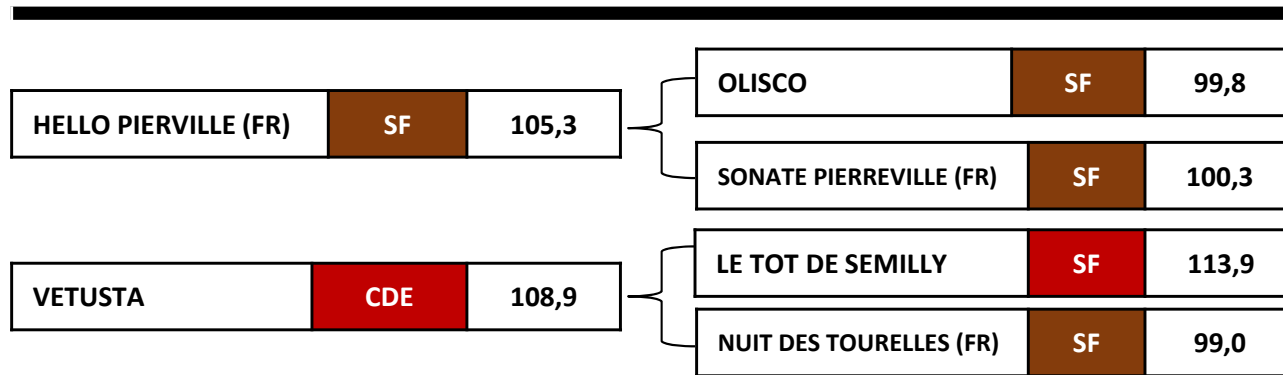 OLISCO SF 99,8
HELLO PIERVILLE (FR) SF 105,3
SONATE PIERREVILLE (FR) SF 100,3
LE TOT DE SEMILLY SF 113,9
VETUSTA CDE 108,9
NUIT DES TOURELLES (FR) SF 99,0